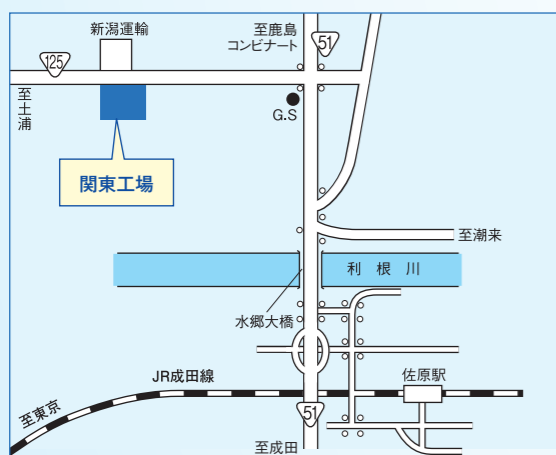 新潟運輸
至鹿島
コンビナート
51
125
至土浦
G.S
関東工場
至潮来
利根川
水郷大橋
JR成田線
佐原駅
至東京
51
至成田